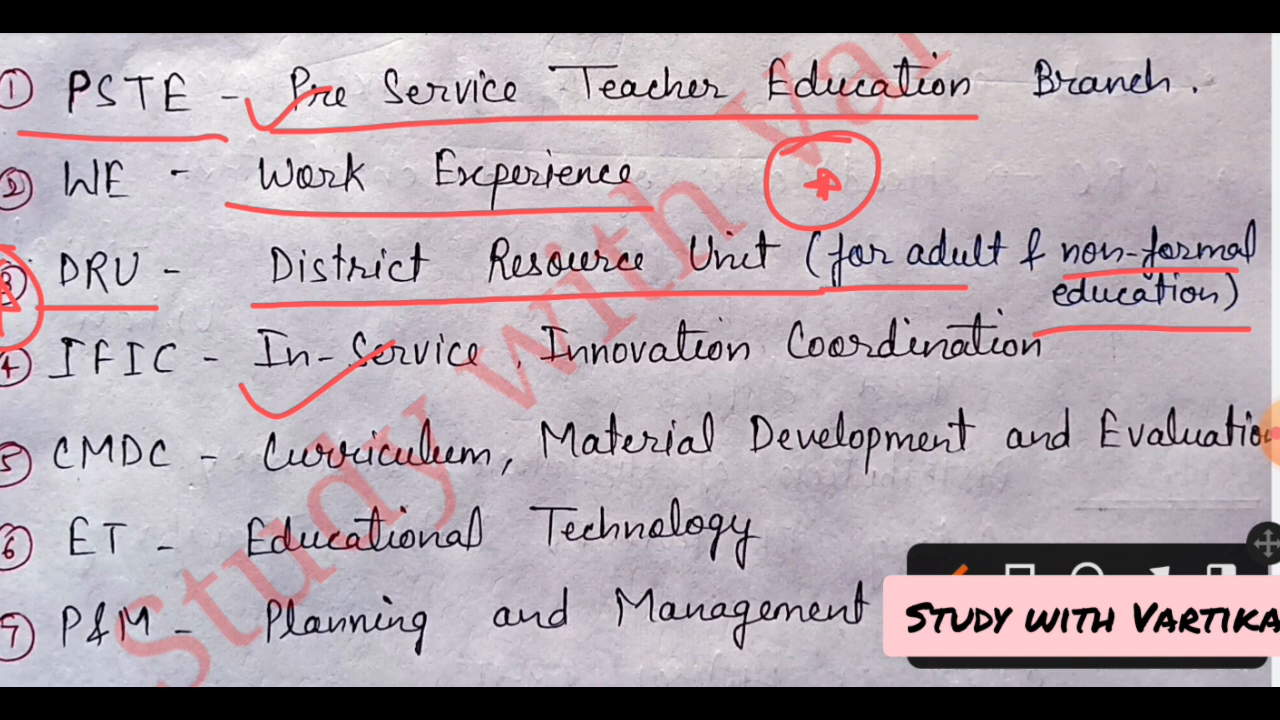 ① PSTE - Pre Service Teacher Education Branch.
② WE - Work Experience
③ DRU - District Resource Unit (for adult & non-formal
education)
④ IFIC - In-Service, Innovation Coordination
⑤ CMDC - Curriculum, Material Development and Evaluatio
⑥ ET - Educational Technology
⑦ P&M - Planning and Management
Study with Var
STUDY WITH VARTIKA